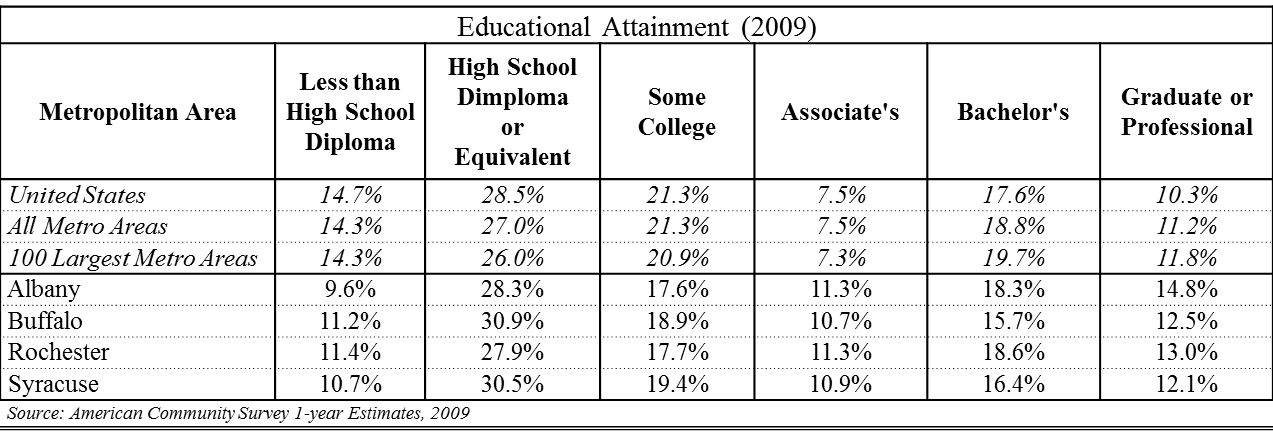 Educational Attainment (2009)
Metropolitan Area
Less than
High School
Diploma
High School
Dimploma
or
Equivalent
Some
College
Associate's
Bachelor's
Graduate or
Professional
United States 14.7% 28.5% 21.3% 7.5% 17.6% 10.3%
All Metro Areas 14.3% 27.0% 21.3% 7.5% 18.8% 11.2%
100 Largest Metro Areas 14.3% 26.0% 20.9% 7.3% 19.7% 11.8%
Albany 9.6% 28.3% 17.6% 11.3% 18.3% 14.8%
Buffalo 11.2% 30.9% 18.9% 10.7% 15.7% 12.5%
Rochester 11.4% 27.9% 17.7% 11.3% 18.6% 13.0%
Syracuse 10.7% 30.5% 19.4% 10.9% 16.4% 12.1%
Source: American Community Survey 1-year Estimates, 2009